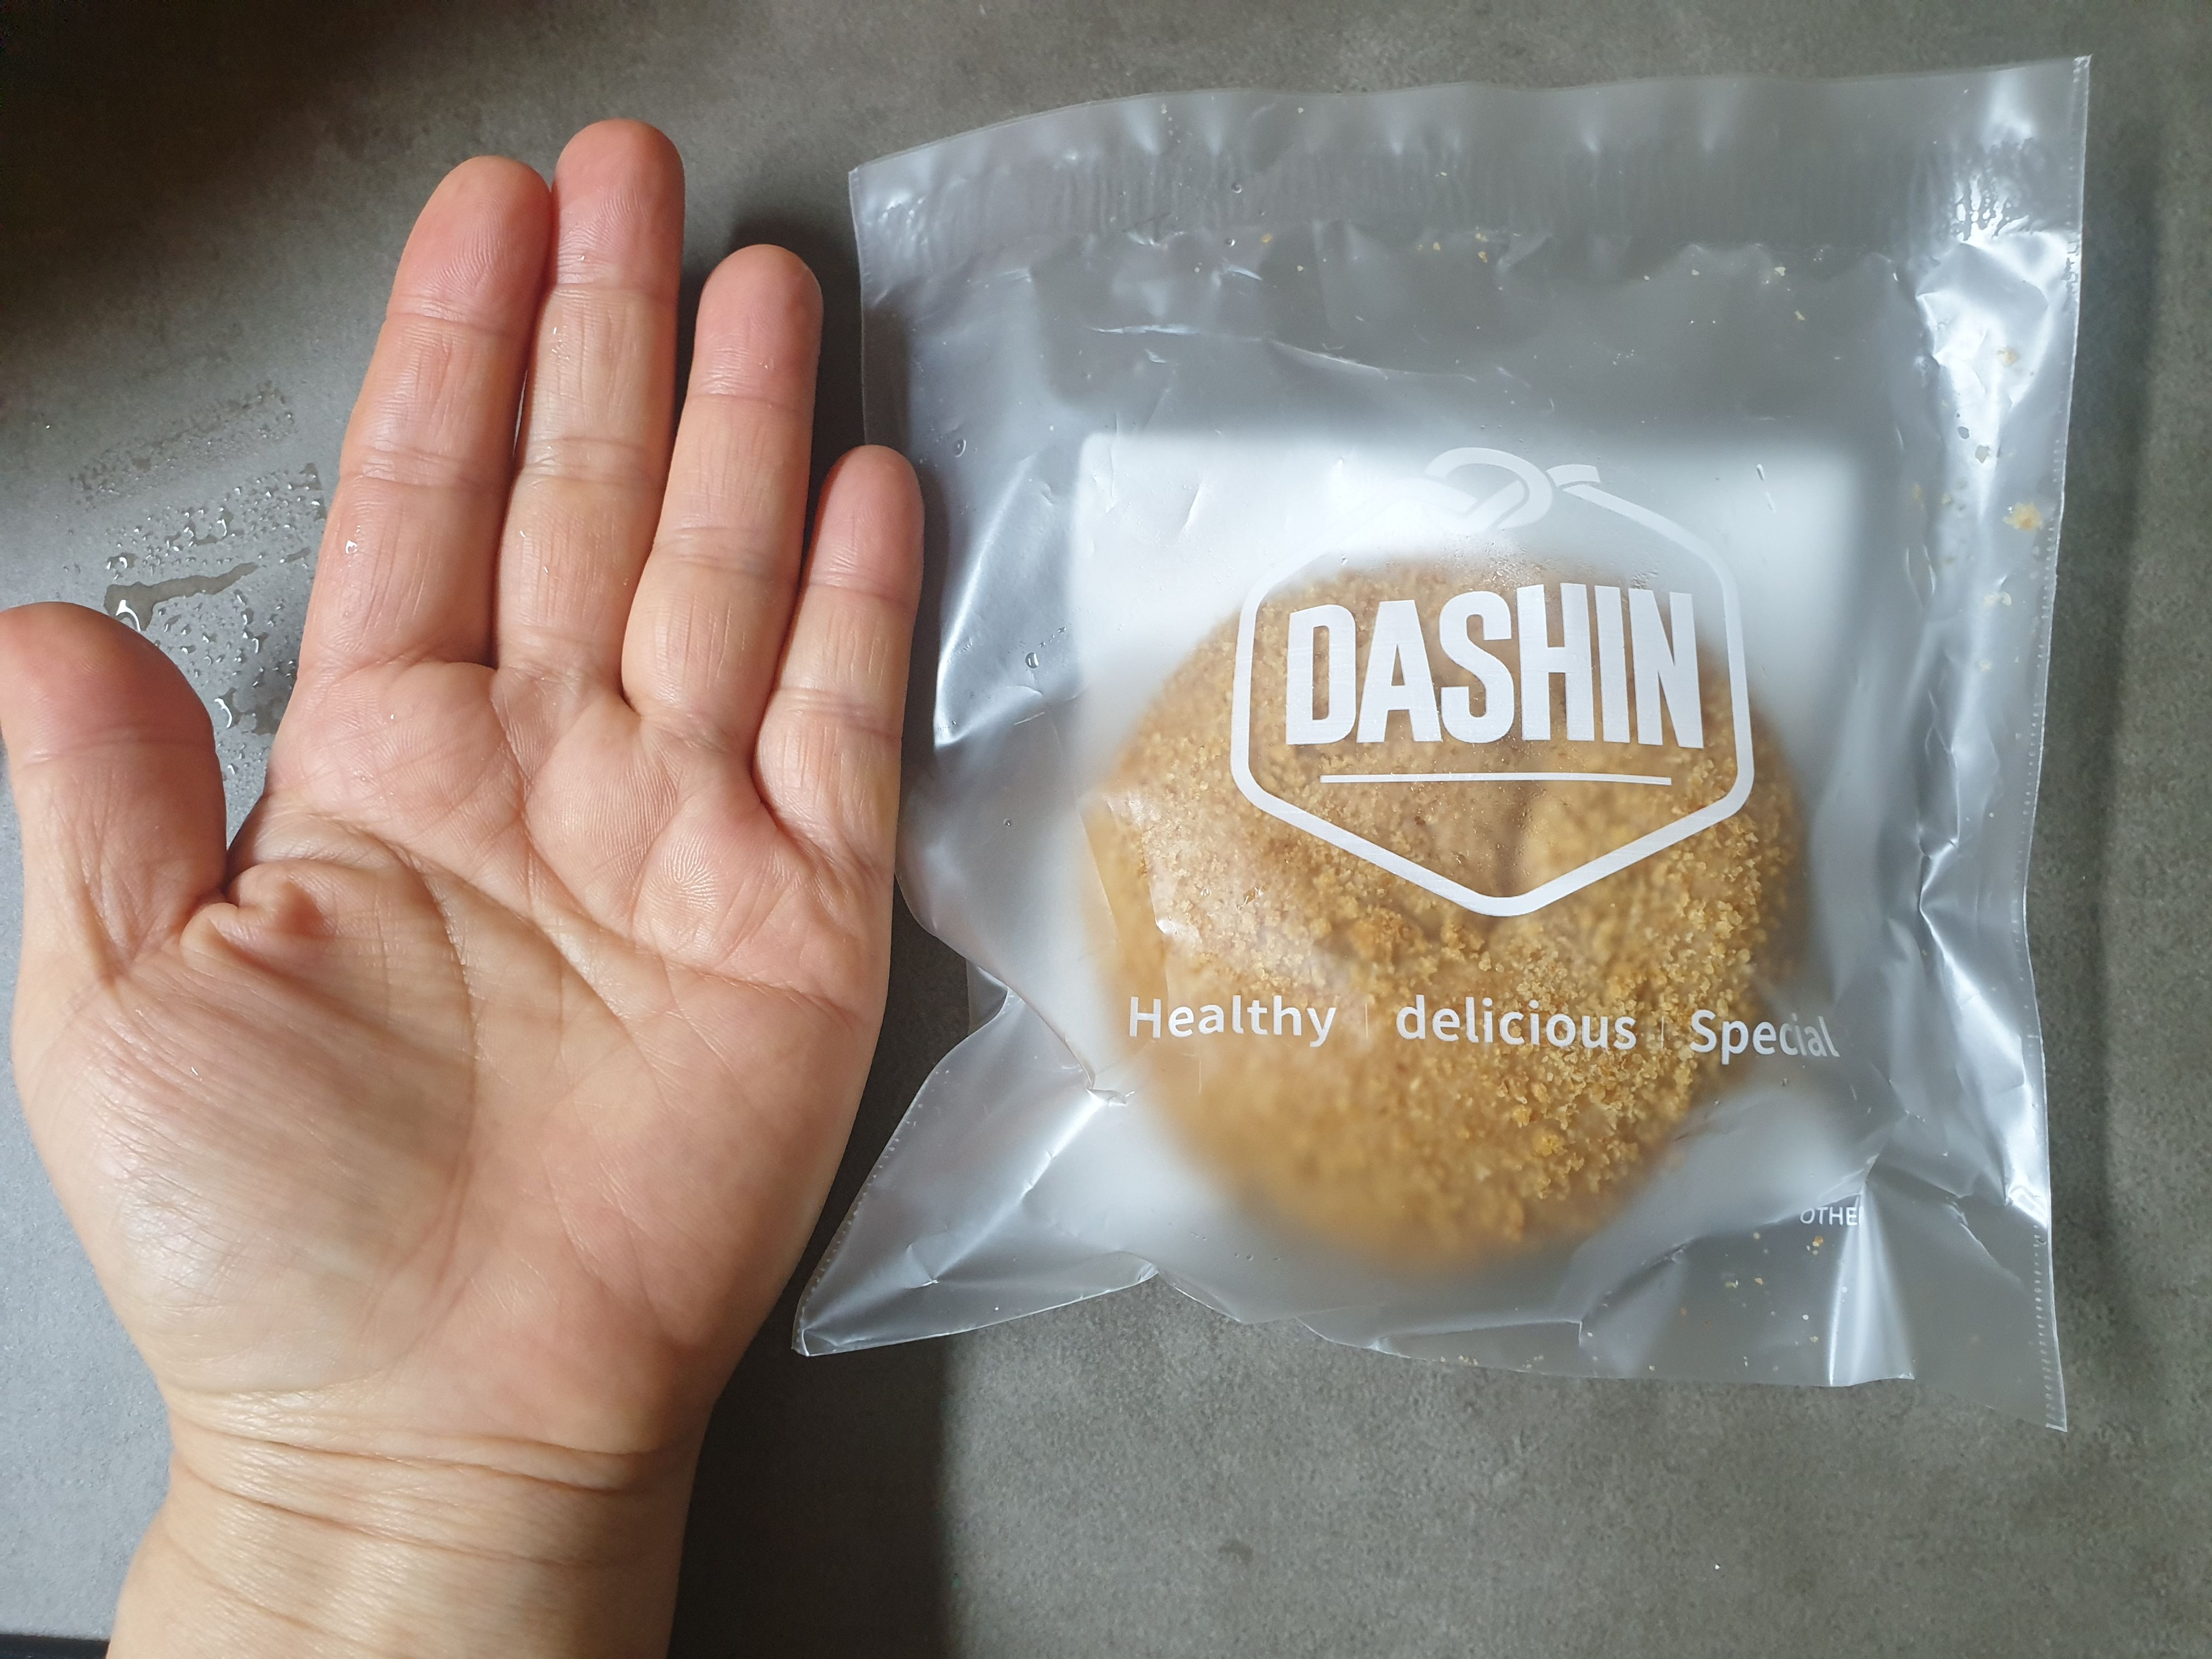 DASHIN
Healthy | delicious | Special